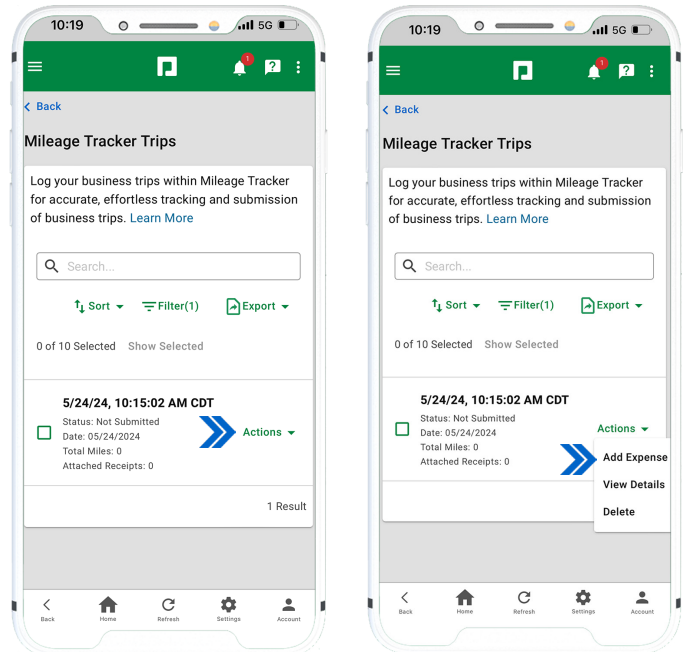 10:19
5G
1
?
Back
Mileage Tracker Trips
Log your business trips within Mileage Tracker
for accurate, effortless tracking and submission
of business trips. Learn More
Search...
Sort
Filter(1)
Export
0 of 10 Selected Show Selected
5/24/24, 10:15:02 AM CDT
Status: Not Submitted
Date: 05/24/2024
Total Miles: 0
Attached Receipts: 0
Actions
1 Result
Back
Home
Refresh
Settings
Account
10:19
5G
1
?
Back
Mileage Tracker Trips
Log your business trips within Mileage Tracker
for accurate, effortless tracking and submission
of business trips. Learn More
Search...
Sort
Filter(1)
Export
0 of 10 Selected Show Selected
5/24/24, 10:15:02 AM CDT
Status: Not Submitted
Date: 05/24/2024
Total Miles: 0
Attached Receipts: 0
Actions
Add Expense
View Details
Delete
Back
Home
Refresh
Settings
Account